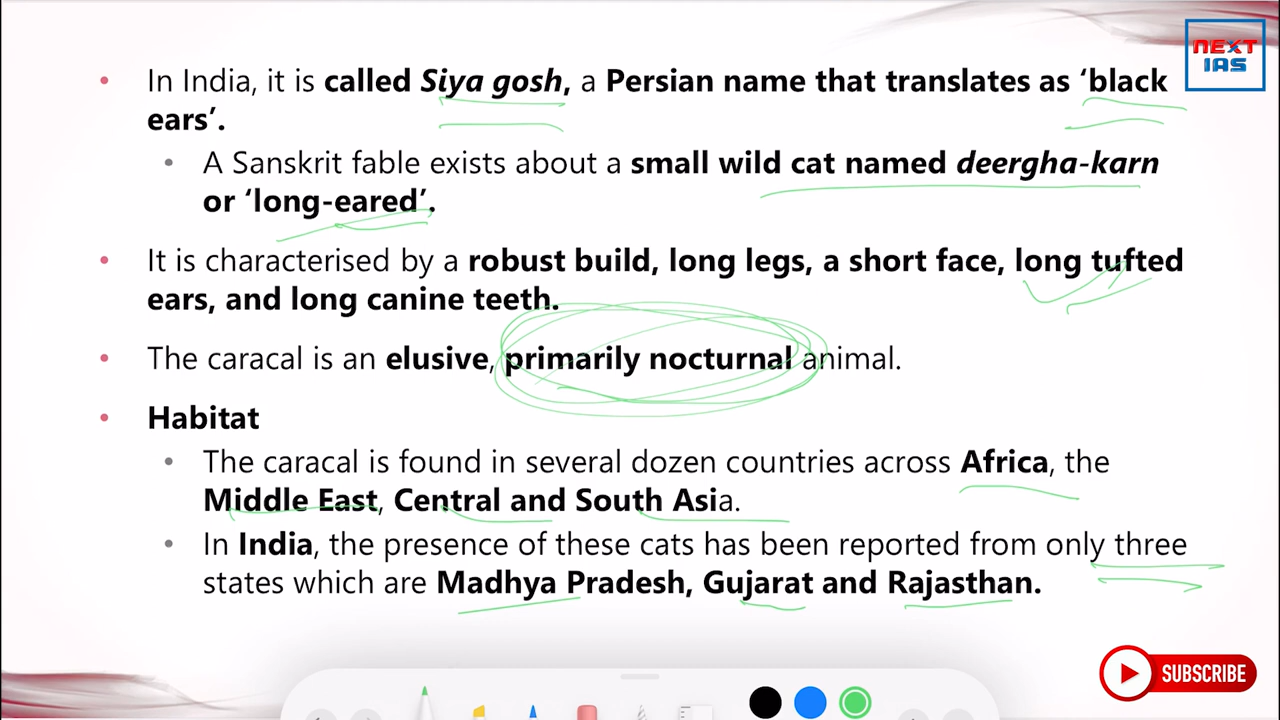 NEXT
IAS
• In India, it is called Siya gosh, a Persian name that translates as ‘black
ears’.
• A Sanskrit fable exists about a small wild cat named deergha-karn
or ‘long-eared’.
• It is characterised by a robust build, long legs, a short face, long tufted
ears, and long canine teeth.
• The caracal is an elusive, primarily nocturnal animal.
• Habitat
• The caracal is found in several dozen countries across Africa, the
Middle East, Central and South Asia.
• In India, the presence of these cats has been reported from only three
states which are Madhya Pradesh, Gujarat and Rajasthan.
SUBSCRIBE